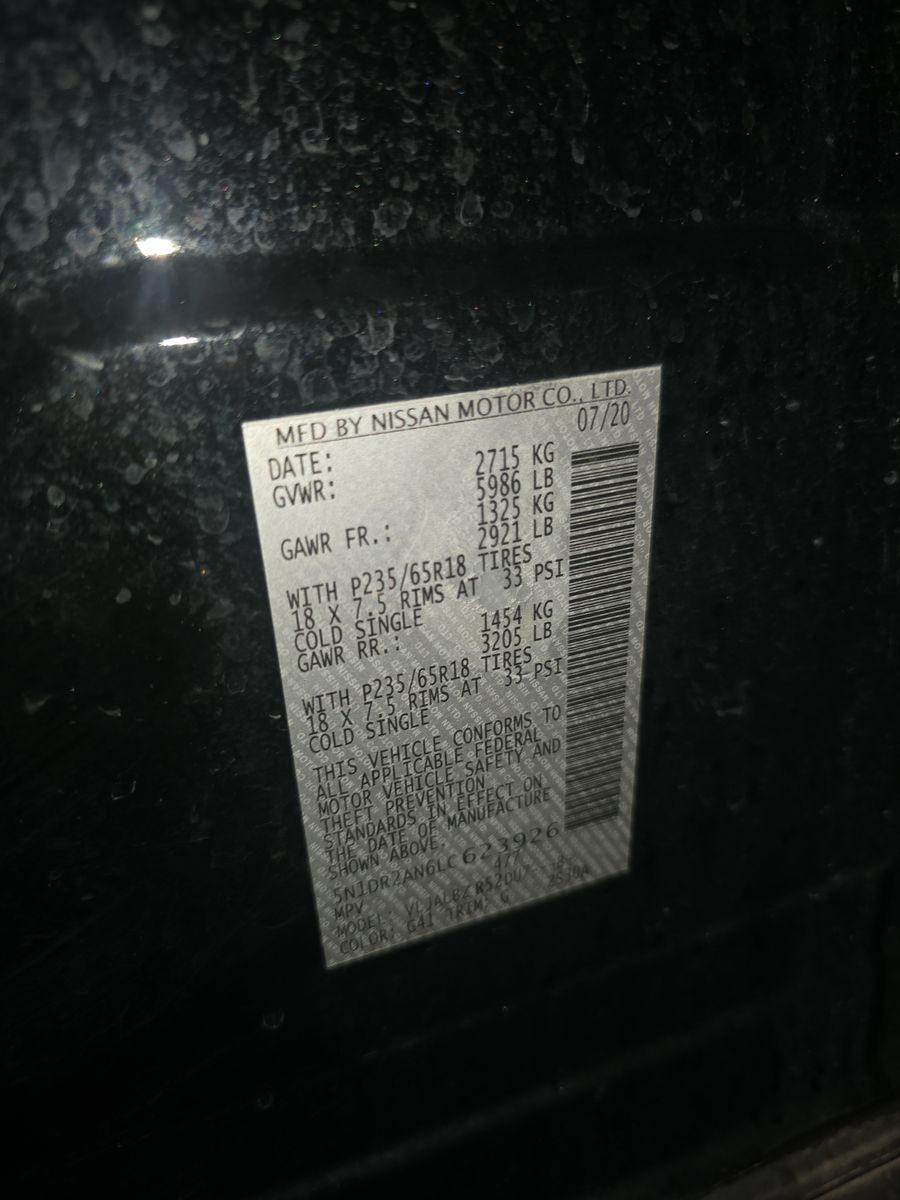 MFD BY NISSAN MOTOR CO., LTD.
DATE: 07/20
GVWR: 2715 KG
5986 LB
GAWR FR.: 1325 KG
2921 LB
WITH P235/65R18 TIRES
18 X 7.5 RIMS AT 33 PSI
COLD SINGLE
GAWR RR.: 1454 KG
3205 LB
WITH P235/65R18 TIRES
18 X 7.5 RIMS AT 33 PSI
COLD SINGLE
THIS VEHICLE CONFORMS TO
ALL APPLICABLE FEDERAL
MOTOR VEHICLE SAFETY AND
THEFT PREVENTION
STANDARDS IN EFFECT ON
THE DATE OF MANUFACTURE
SHOWN ABOVE.
5N1DR2AN6LC623926
MPV 477
MODEL:
COLOR: G41 TRIM: G